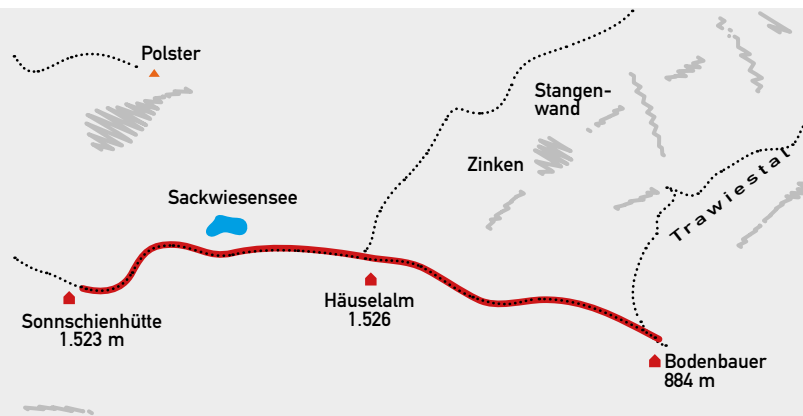 Polster
Stangen-
wand
Zinken
Trawiestal
Sackwiesensee
Häuselalm
1.526
Sonnschienhütte
1.523 m
Bodenbauer
884 m